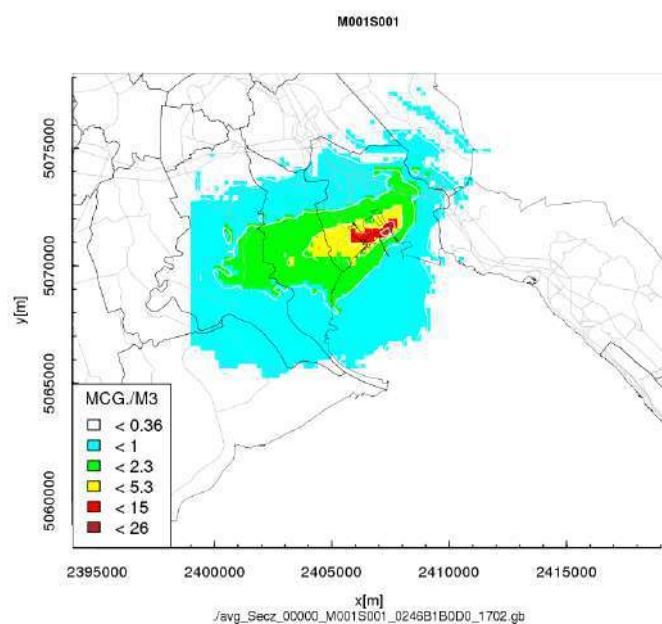 M001S001
y[m]
5075000
5070000
5065000
5060000
MCG./M3
< 0.36
< 1
< 2.3
< 5.3
< 15
< 26
2395000 2400000 2405000 2410000 2415000
x[m]
./avg_Secz_00000_M001S001_0246B1B0D0_1702.gb